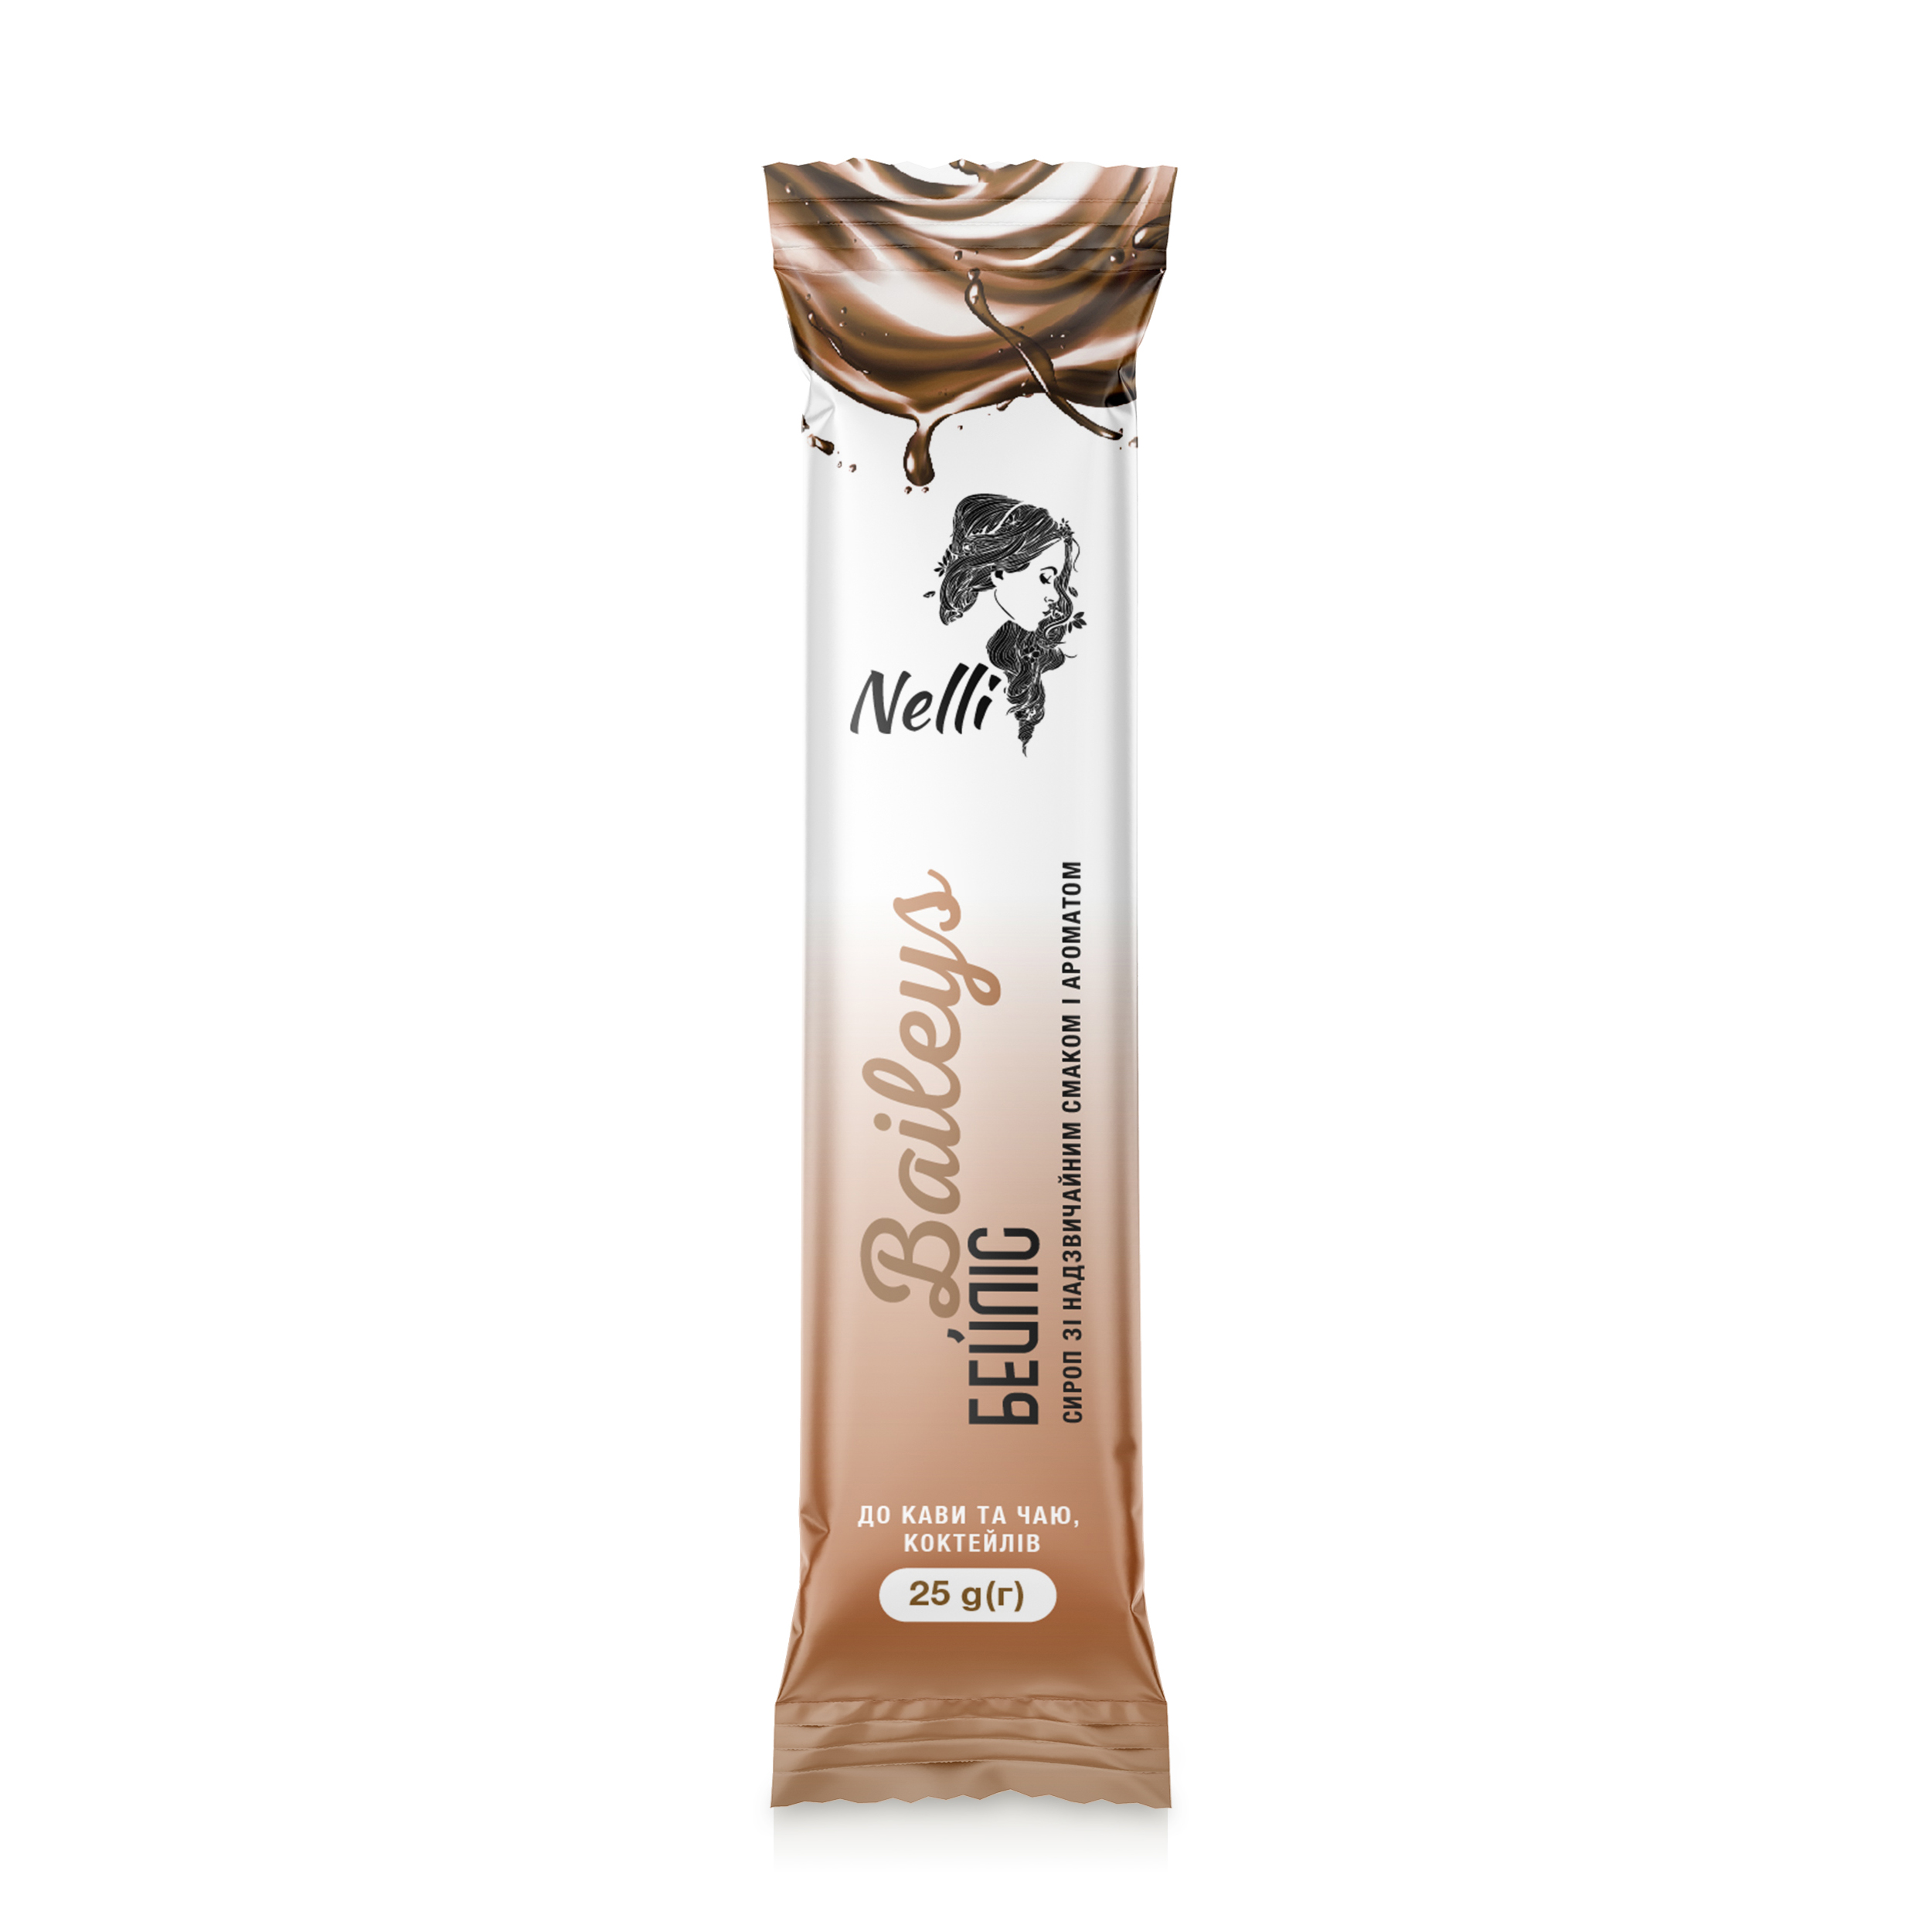 Nelli
Baileys
БЕЙЛІС
СИРОП ЗІ НАДЗВИЧАЙНИМ СМАКОМ І АРОМАТОМ
ДО КАВИ ТА ЧАЮ,
КОКТЕЙЛІВ
25 g(г)